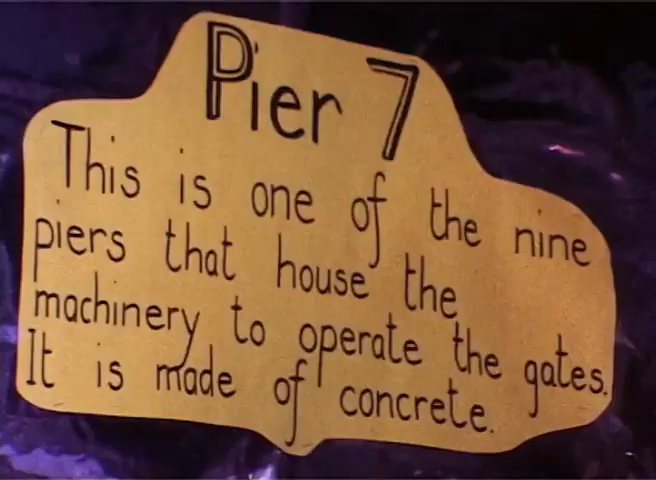 Pier 7
This is one of the nine
piers that house the
machinery to operate the gates.
It is made of concrete.